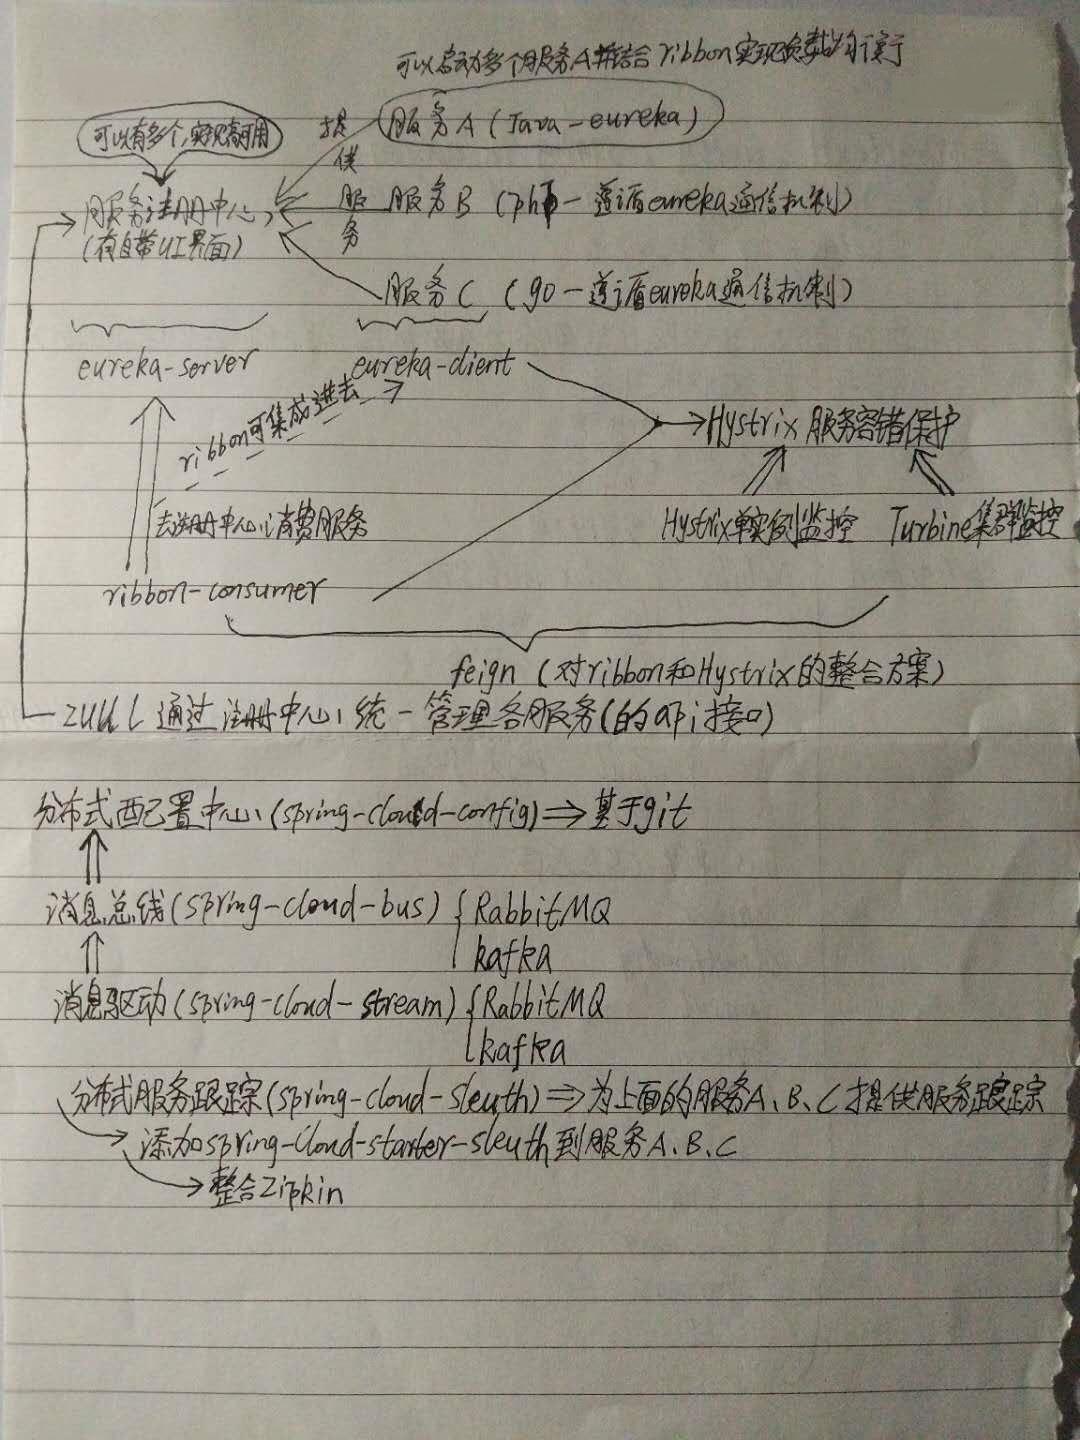 可以启动多个服务A并结合ribbon实现负载均衡
可以有多个,实现高可用
提供服务
服务A(Java-eureka)
服务注册中心
(有自带UI界面)
服务B(php-遵循eureka通信机制)
服务C(go-遵循eureka通信机制)
eureka-server
eureka-client
ribbon可集成进去
Hystrix服务容错保护
去注册中心消费服务
Hystrix单实例监控
Turbine集群监控
ribbon-consumer
feign(对ribbon和Hystrix的整合方案)
zuul通过注册中心统一管理各服务(的api接口)
分布式配置中心(spring-cloud-config)⇒基于git
消息总线(spring-cloud-bus){RabbitMQ
kafka
消息驱动(spring-cloud-stream){RabbitMQ
kafka
分布式服务跟踪(spring-cloud-sleuth)⇒为上面的服务A、B、C提供服务跟踪
添加spring-cloud-starter-sleuth到服务A、B、C
整合Zipkin